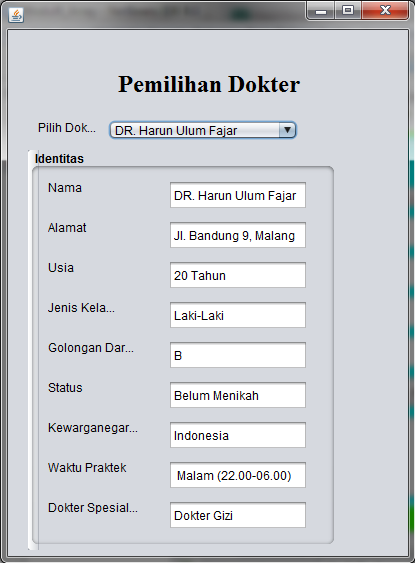 Pemilihan Dokter
Pilih Dok... DR. Harun Ulum Fajar
Identitas
Nama DR. Harun Ulum Fajar
Alamat Jl. Bandung 9, Malang
Usia 20 Tahun
Jenis Kela... Laki-Laki
Golongan Dar... B
Status Belum Menikah
Kewarganegar... Indonesia
Waktu Praktek Malam (22.00-06.00)
Dokter Spesial... Dokter Gizi